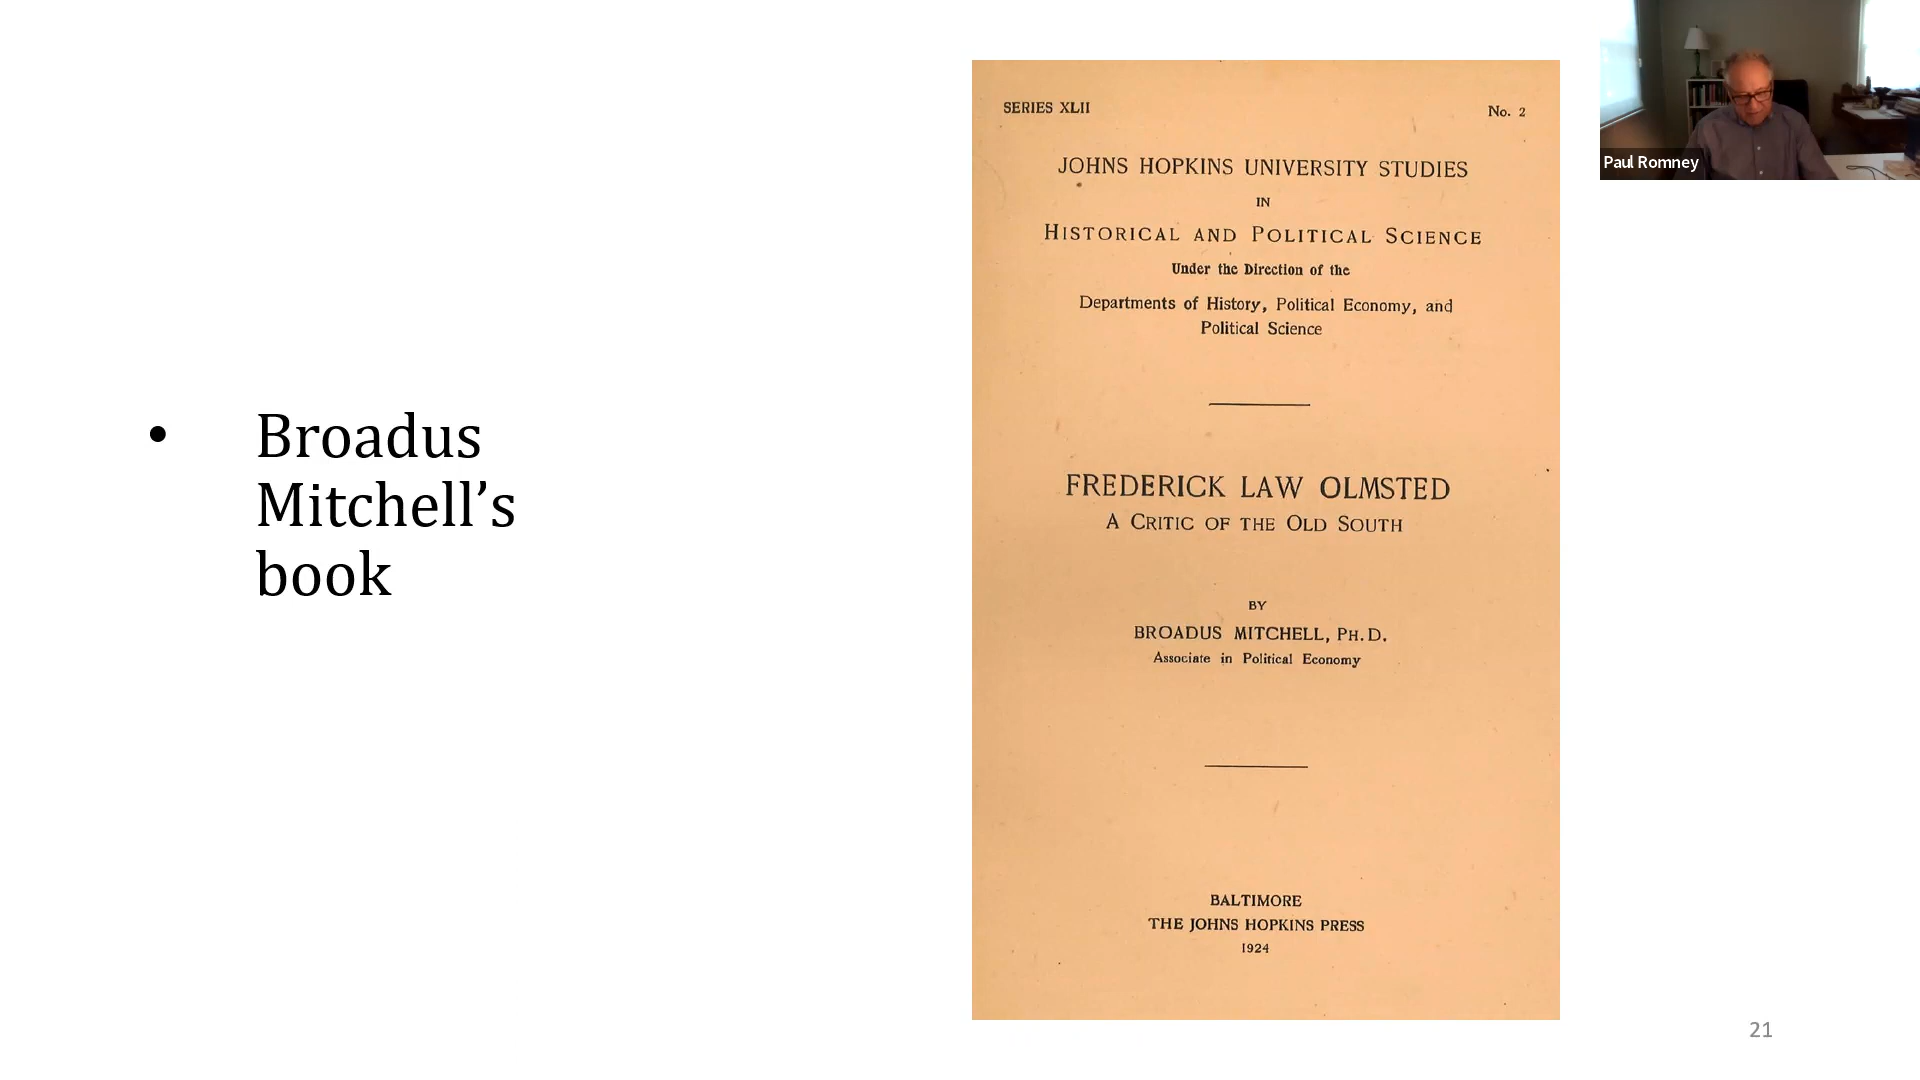 • Broadus
Mitchell’s
book
SERIES XLII
No. 2
JOHNS HOPKINS UNIVERSITY STUDIES
IN
HISTORICAL AND POLITICAL SCIENCE
Under the Direction of the
Departments of History, Political Economy, and
Political Science
FREDERICK LAW OLMSTED
A CRITIC OF THE OLD SOUTH
BY
BROADUS MITCHELL, PH.D.
Associate in Political Economy
BALTIMORE
THE JOHNS HOPKINS PRESS
1924
Paul Romney
21